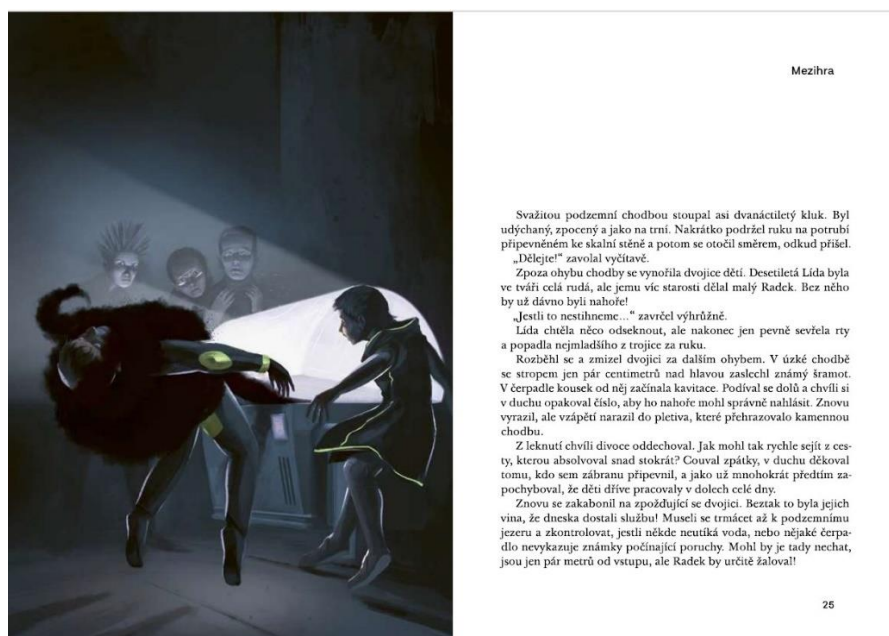 Mezihra
Svažitou podzemní chodbou stoupal asi dvanáctiletý kluk. Byl
udýchaný, zpocený a jako na trní. Nakrátko podržel ruku na potrubí
připevněném ke skalní stěně a potom se otočil směrem, odkud přišel.
„Dělejte!“ zavolal vyčítavě.
Zpoza ohybu chodby se vynořila dvojice dětí. Desetiletá Lída byla
ve tváři celá rudá, ale jemu víc starosti dělal malý Radek. Bez něho
by už dávno byli nahoře!
„Jestli to nestihneme...“ zavrčel výhrůžně.
Lída chtěla něco odseknout, ale nakonec jen pevně sevřela rty
a popadla nejmladšího z trojice za ruku.
Rozběhl se a zmizel dvojici za dalším ohybem. V úzké chodbě
se stropem jen pár centimetrů nad hlavou zaslechl známý šramot.
V čerpadle kousek od něj začínala kavitace. Podíval se dolů a chvíli si
v duchu opakoval číslo, aby ho nahoře mohl správně nahlásit. Znovu
vyrazil, ale vzápětí narazil do pletiva, které přehrazovalo kamennou
chodbu.
Z leknutí chvíli divoce oddechoval. Jak mohl tak rychle sejít z ces-
ty, kterou absolvoval snad stokrát? Couval zpátky, v duchu děkoval
tomu, kdo sem zábranu připevnil, a jako už mnohokrát předtím za-
pochyboval, že děti dříve pracovaly v dolech celé dny.
Znovu se zakabonil na zpožďující se dvojici. Beztak to byla jejich
vina, že dneska dostali službu! Museli se trmácet až k podzemnímu
jezeru a zkontrolovat, jestli někde neutíká voda, nebo nějaké čerpa-
dlo nevykazuje známky počínající poruchy. Mohl by je tady nechat,
jsou jen pár metrů od vstupu, ale Radek by určitě žaloval!
25